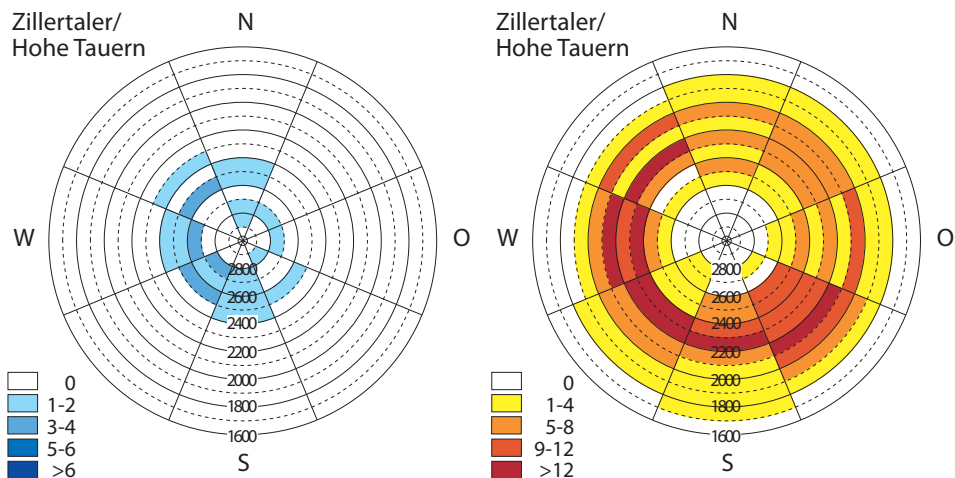 Zillertaler/
Hohe Tauern
N
W
O
S
2800
2600
2400
2200
2000
1800
1600
0
1-2
3-4
5-6
>6
Zillertaler/
Hohe Tauern
N
W
O
S
2800
2600
2400
2200
2000
1800
1600
0
1-4
5-8
9-12
>12